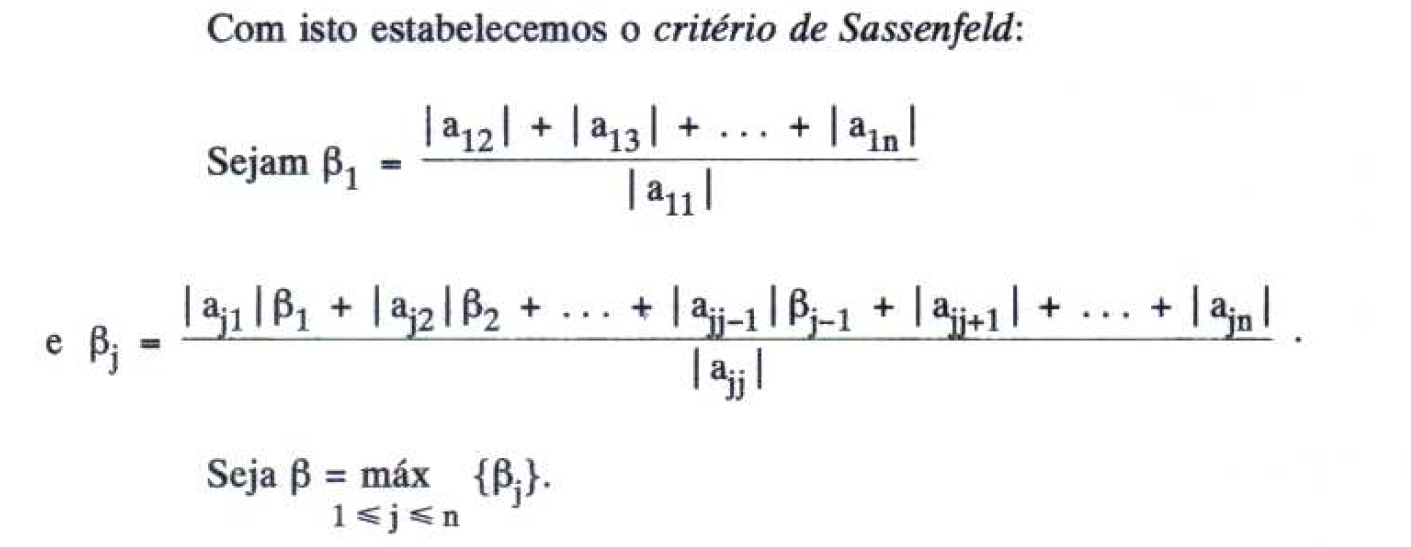 Com isto estabelecemos o critério de Sassenfeld:
Sejam β₁ = (|a₁₂| + |a₁₃| + ... + |a₁ₙ|) / |a₁₁|
e βⱼ = (|aⱼ₁|β₁ + |aⱼ₂|β₂ + ... + |aⱼⱼ₋₁|βⱼ₋₁ + |aⱼⱼ₊₁| + ... + |aⱼₙ|) / |aⱼⱼ| .
Seja β = máx {βⱼ}.
1 ⩽ j ⩽ n